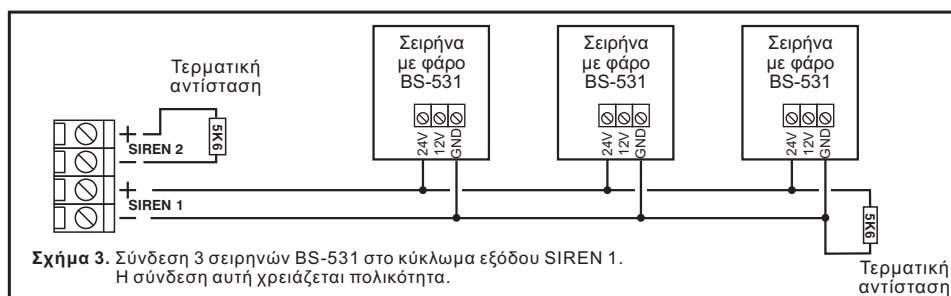 Τερματική
αντίσταση
+
5K6
SIREN 2
–
+
SIREN 1
–
Σειρήνα
με φάρο
BS-531
24V
12V
GND
Σειρήνα
με φάρο
BS-531
24V
12V
GND
Σειρήνα
με φάρο
BS-531
24V
12V
GND
5K6
Τερματική
αντίσταση
Σχήμα 3. Σύνδεση 3 σειρηνών BS-531 στο κύκλωμα εξόδου SIREN 1.
Η σύνδεση αυτή χρειάζεται πολικότητα.